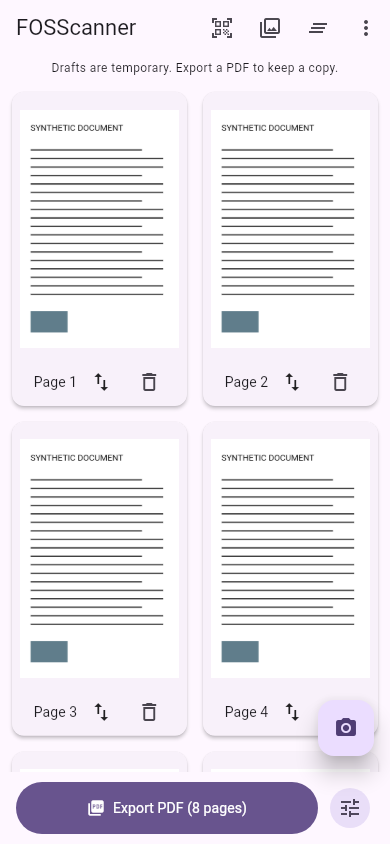 FOSScanner
Drafts are temporary. Export a PDF to keep a copy.
SYNTHETIC DOCUMENT
SYNTHETIC DOCUMENT
Page 1
Page 2
SYNTHETIC DOCUMENT
SYNTHETIC DOCUMENT
Page 3
Page 4
PDF Export PDF (8 pages)